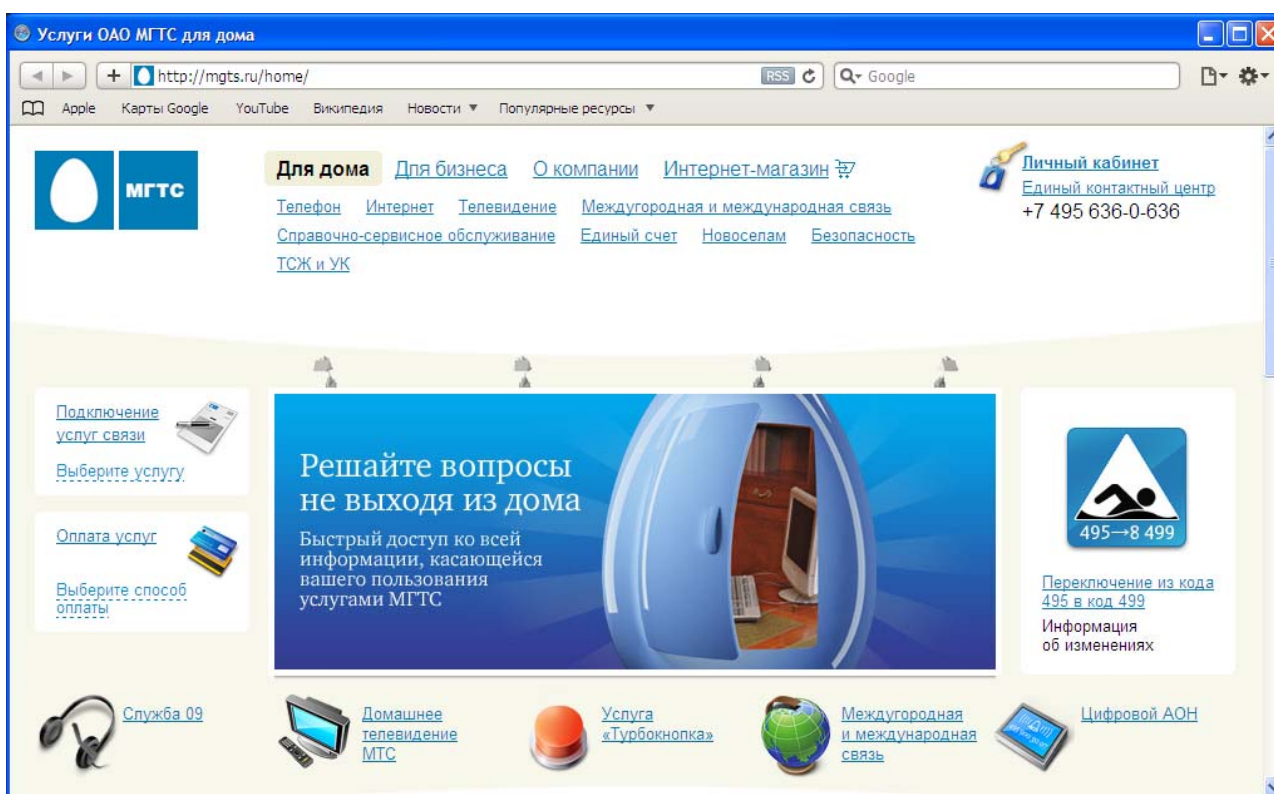 Услуги ОАО МГТС для дома
http://mgts.ru/home/
RSS
Google
Apple Карты Google YouTube Википедия Новости Популярные ресурсы
МГТС
Для дома Для бизнеса О компании Интернет-магазин
Телефон Интернет Телевидение Междугородная и международная связь
Справочно-сервисное обслуживание Единый счет Новоселам Безопасность
ТСЖ и УК
Личный кабинет
Единый контактный центр
+7 495 636-0-636
Подключение
услуг связи
Выберите услугу
Оплата услуг
Выберите способ
оплаты
Решайте вопросы
не выходя из дома
Быстрый доступ ко всей
информации, касающейся
вашего пользования
услугами МГТС
495→8 499
Переключение из кода
495 в код 499
Информация
об изменениях
Служба 09
Домашнее
телевидение
МТС
Услуга
«Турбокнопка»
Междугородная
и международная
связь
Цифровой АОН